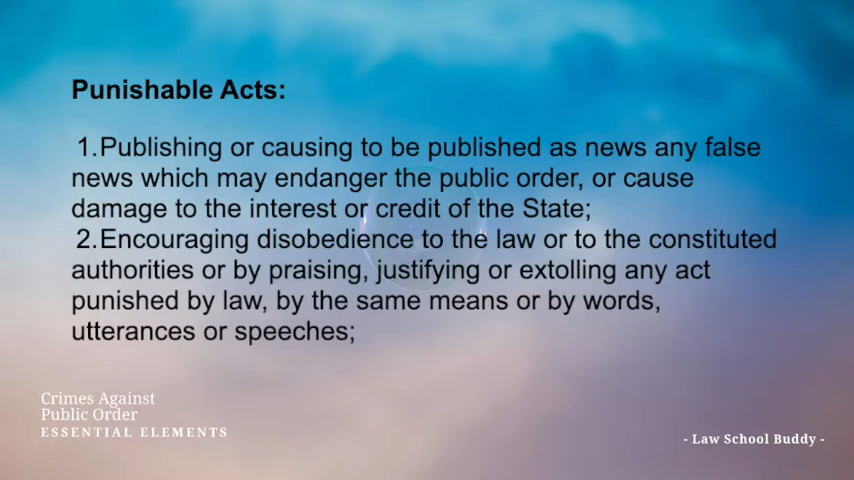 Punishable Acts:
1.Publishing or causing to be published as news any false
news which may endanger the public order, or cause
damage to the interest or credit of the State;
2.Encouraging disobedience to the law or to the constituted
authorities or by praising, justifying or extolling any act
punished by law, by the same means or by words,
utterances or speeches;
Crimes Against
Public Order
ESSENTIAL ELEMENTS
- Law School Buddy -